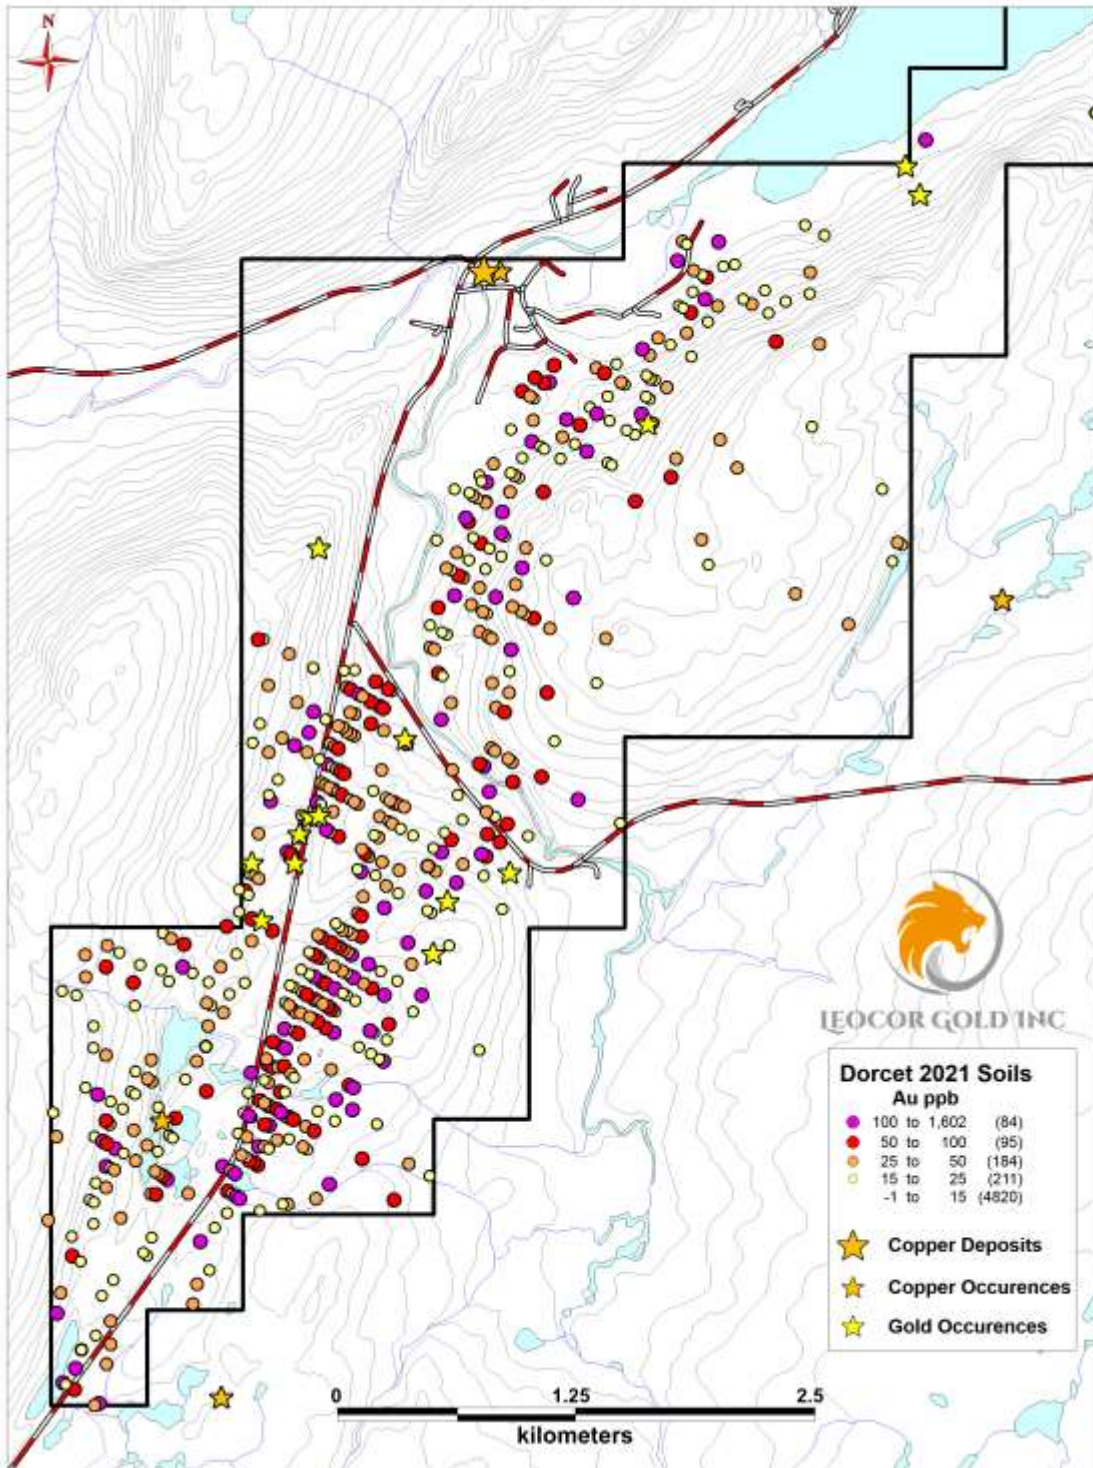 N
LEOCOR GOLD INC
Dorcet 2021 Soils
Au ppb
100 to 1,602 (84)
50 to 100 (95)
25 to 50 (184)
15 to 25 (211)
-1 to 15 (4820)
Copper Deposits
Copper Occurences
Gold Occurences
0 1.25 2.5
kilometers